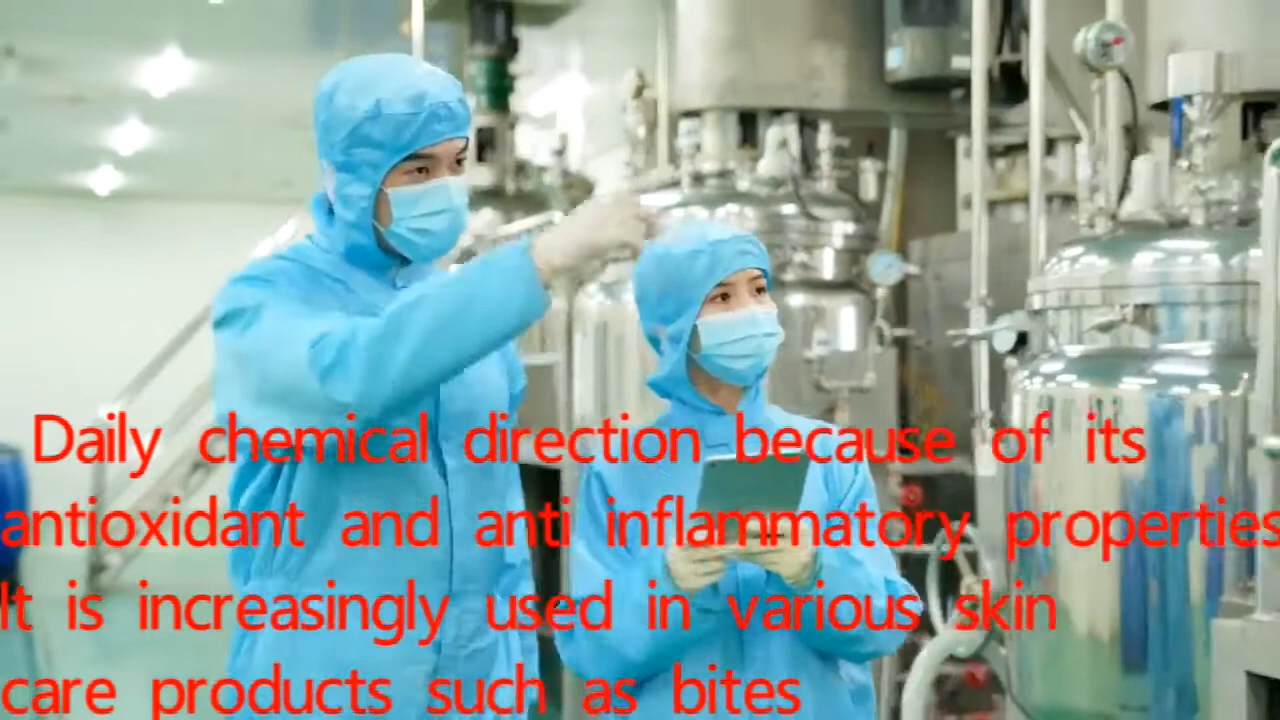 Daily chemical direction because of its
antioxidant and anti inflammatory properties
It is increasingly used in various skin
care products such as bites